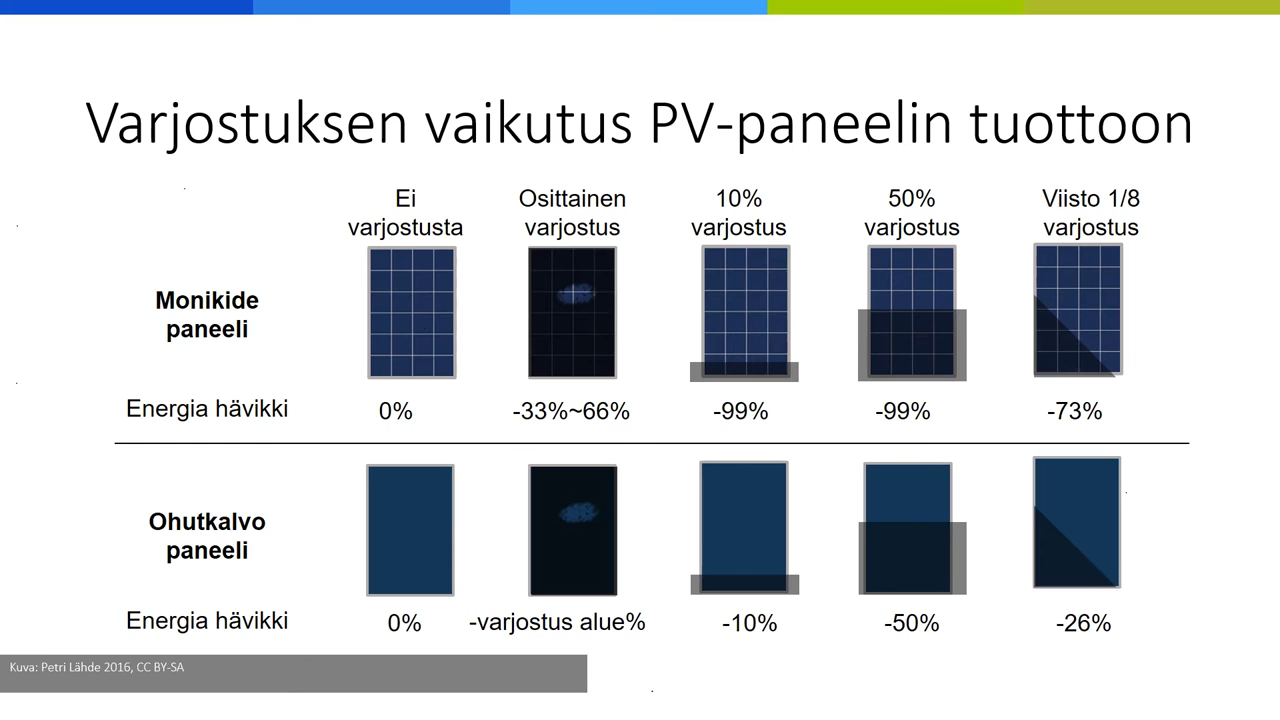 Varjostuksen vaikutus PV-paneelin tuottoon
Ei
varjostusta
Osittainen
varjostus
10%
varjostus
50%
varjostus
Viisto 1/8
varjostus
Monikide
paneeli
Energia hävikki
0%
-33%~66%
-99%
-99%
-73%
Ohutkalvo
paneeli
Energia hävikki
0%
-varjostus alue%
-10%
-50%
-26%
Kuva: Petri Lähde 2016, CC BY-SA